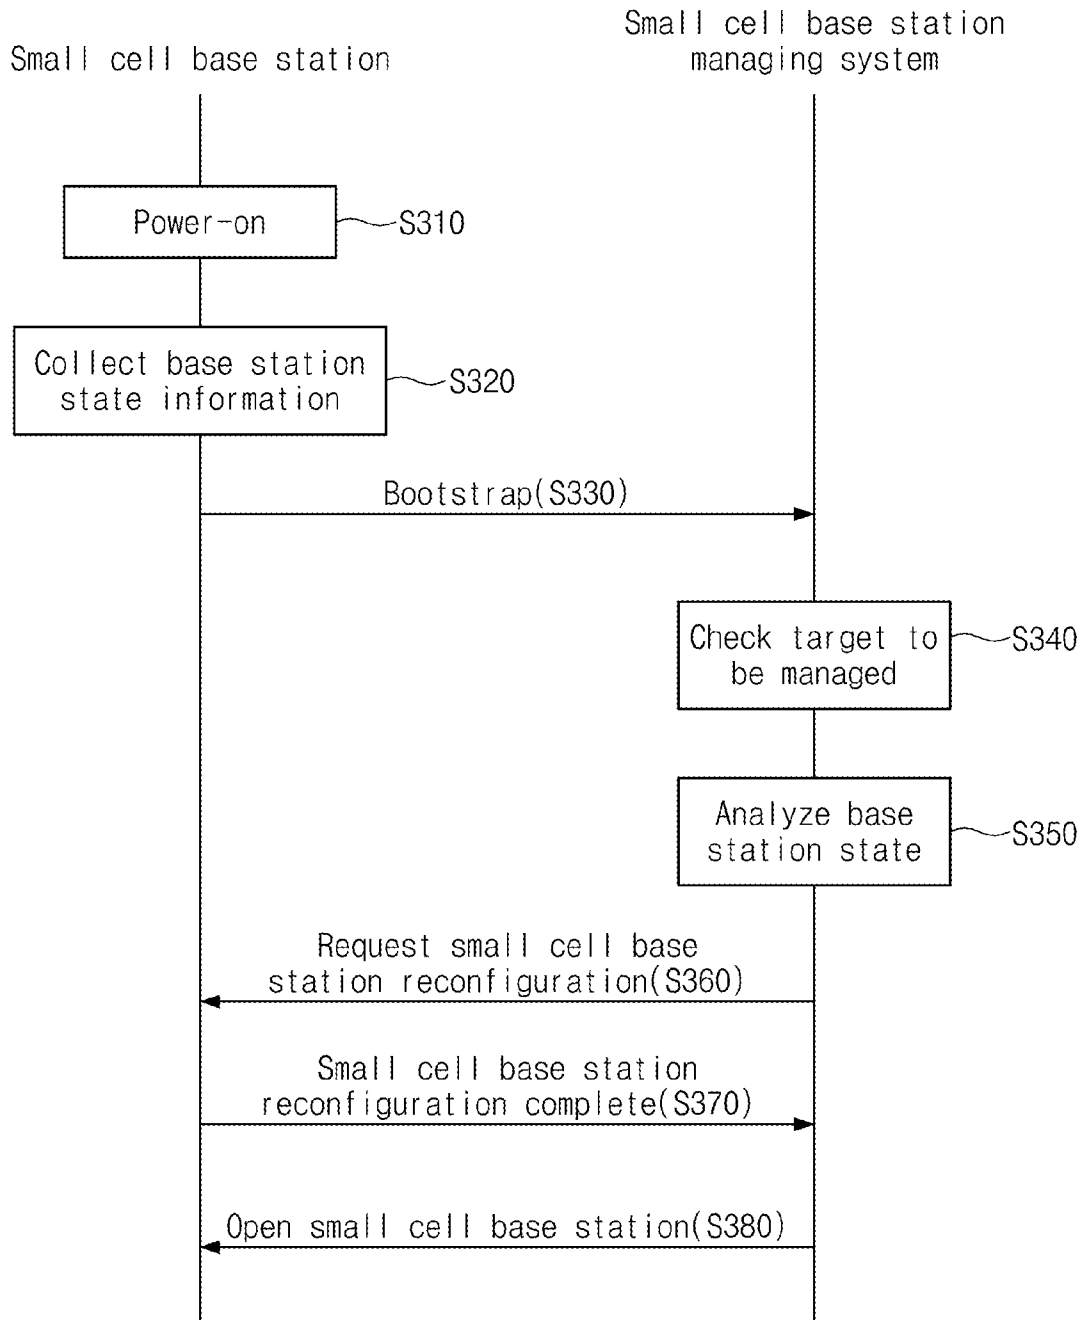 Small cell base station
Small cell base station
managing system
Power-on
S310
Collect base station
state information
S320
Bootstrap(S330)
Check target to
be managed
S340
Analyze base
station state
S350
Request small cell base
station reconfiguration(S360)
Small cell base station
reconfiguration complete(S370)
Open small cell base station(S380)